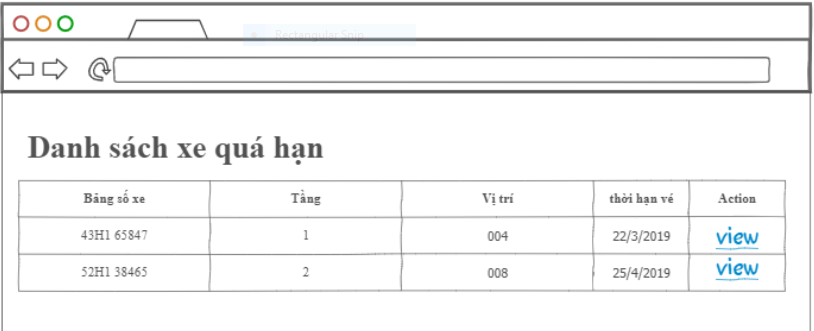 Rectangular Snip
Danh sách xe quá hạn
Bảng số xe Tầng Vị trí thời hạn vé Action
43H1 65847 1 004 22/3/2019 view
52H1 38465 2 008 25/4/2019 view